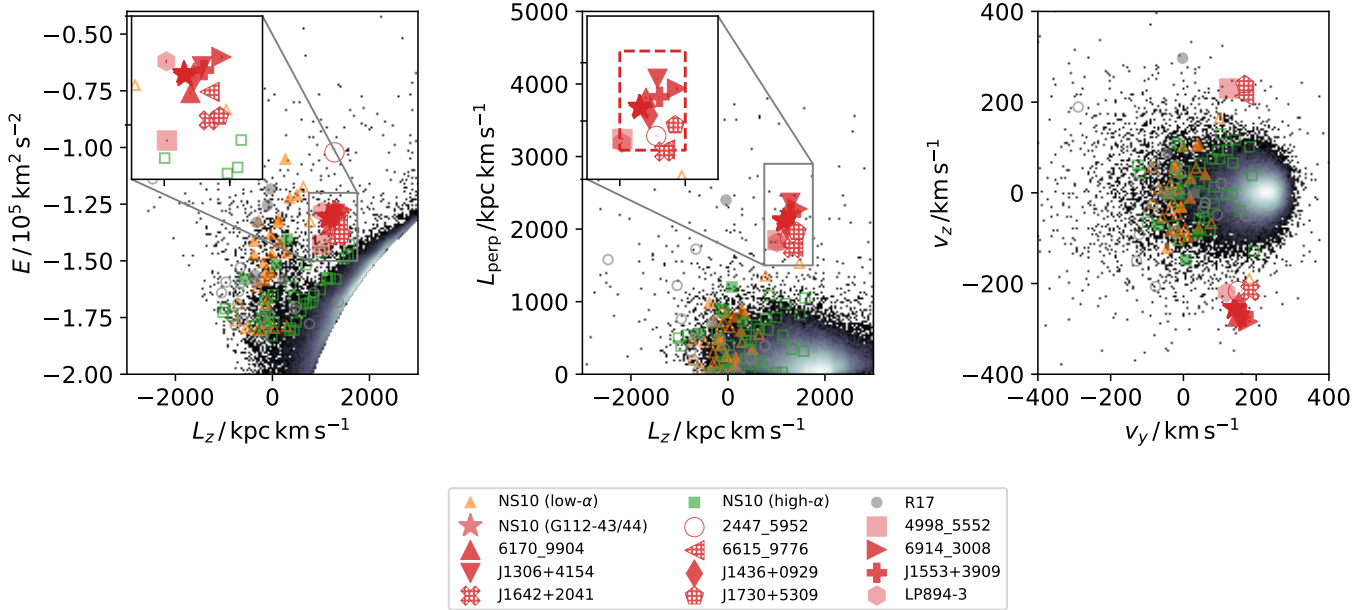 −0.50
−0.75
−1.00
−1.25
−1.50
−1.75
−2.00
E / 10⁵ km² s⁻²
−2000 0 2000
L_z / kpc km s⁻¹
5000
4000
3000
2000
1000
0
L_perp / kpc km s⁻¹
−2000 0 2000
L_z / kpc km s⁻¹
400
200
0
−200
−400
v_z /km s⁻¹
−400 −200 0 200 400
v_y / km s⁻¹
NS10 (low-α) NS10 (high-α) R17
NS10 (G112-43/44) 2447_5952 4998_5552
6170_9904 6615_9776 6914_3008
J1306+4154 J1436+0929 J1553+3909
J1642+2041 J1730+5309 LP894-3